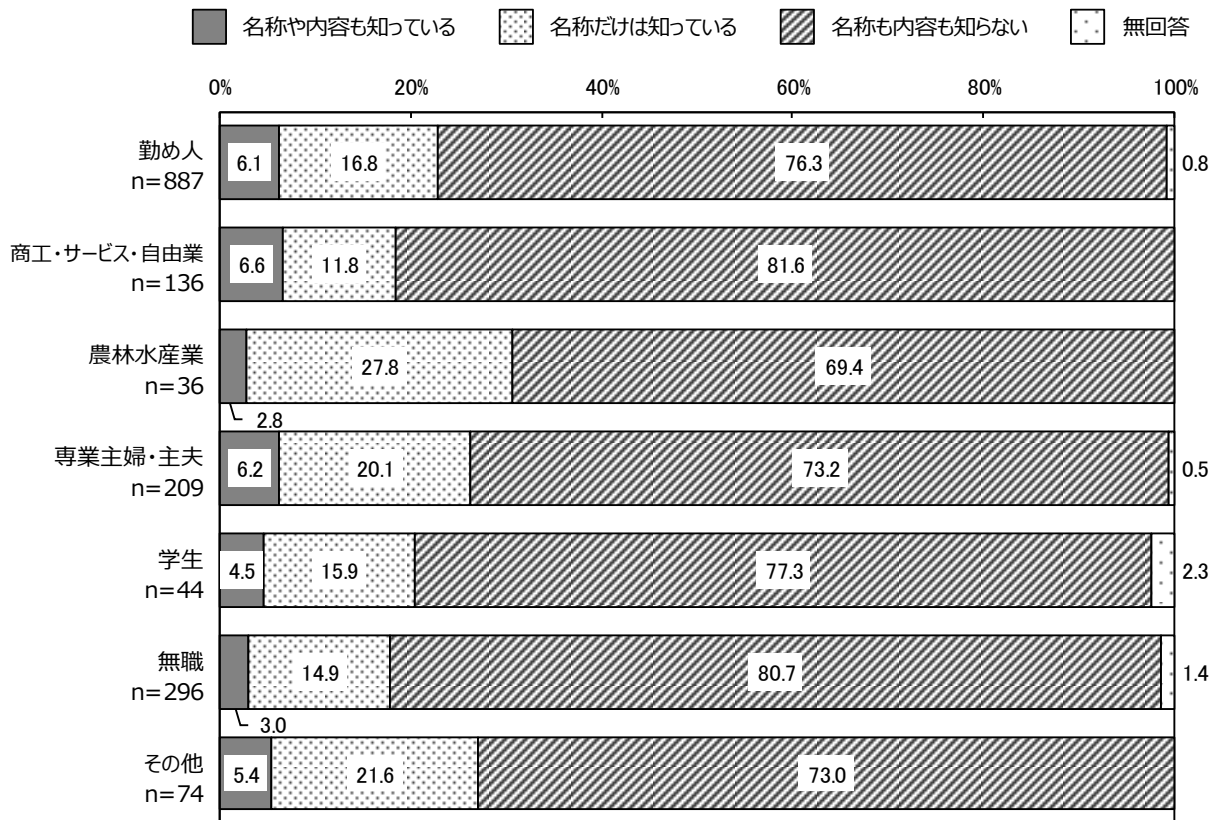 名称や内容も知っている 名称だけは知っている 名称も内容も知らない 無回答
0% 20% 40% 60% 80% 100%
勤め人
n=887
6.1 16.8 76.3 0.8
商工・サービス・自由業
n=136
6.6 11.8 81.6
農林水産業
n=36
27.8 69.4
2.8
専業主婦・主夫
n=209
6.2 20.1 73.2 0.5
学生
n=44
4.5 15.9 77.3 2.3
無職
n=296
14.9 80.7 1.4
3.0
その他
n=74
5.4 21.6 73.0